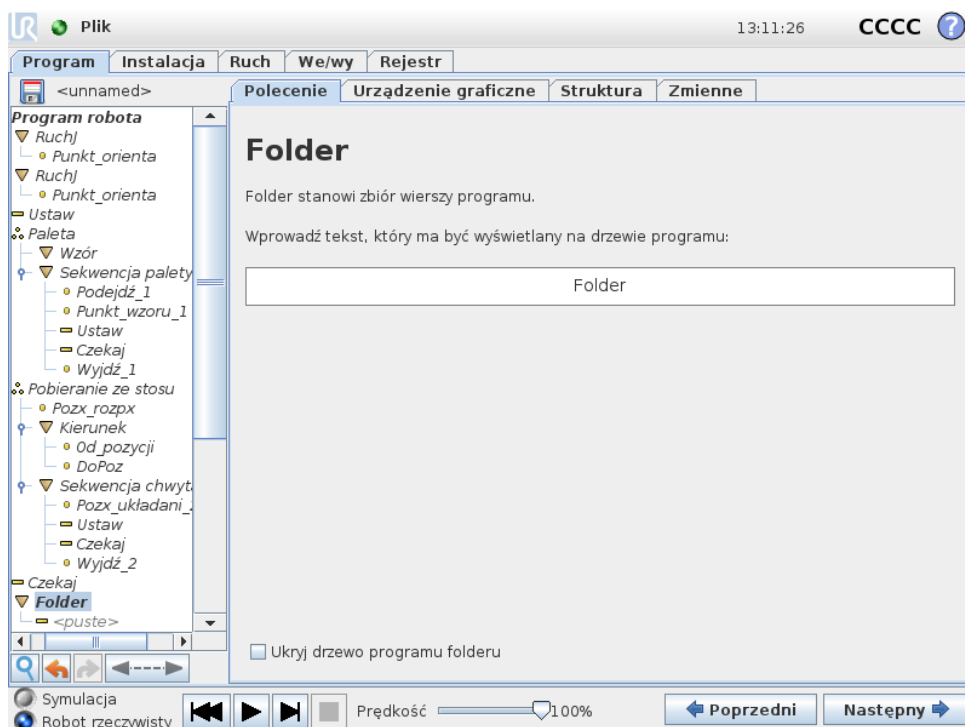 UR Plik 13:11:26 CCCC ?
Program Instalacja Ruch We/wy Rejestr
<unnamed>
Polecenie Urządzenie graficzne Struktura Zmienne
Program robota
RuchJ
Punkt_orienta
RuchJ
Punkt_orienta
Ustaw
Paleta
Wzór
Sekwencja palety
Podejdź_1
Punkt_wzoru_1
Ustaw
Czekaj
Wyjdź_1
Pobieranie ze stosu
Pozx_rozpx
Kierunek
Od_pozycji
DoPoz
Sekwencja chwyt
Pozx_układani_
Ustaw
Czekaj
Wyjdź_2
Czekaj
Folder
<puste>
Folder
Folder stanowi zbiór wierszy programu.
Wprowadź tekst, który ma być wyświetlany na drzewie programu:
Folder
Ukryj drzewo programu folderu
Symulacja
Robot rzeczywisty
Prędkość 100%
Poprzedni Następny